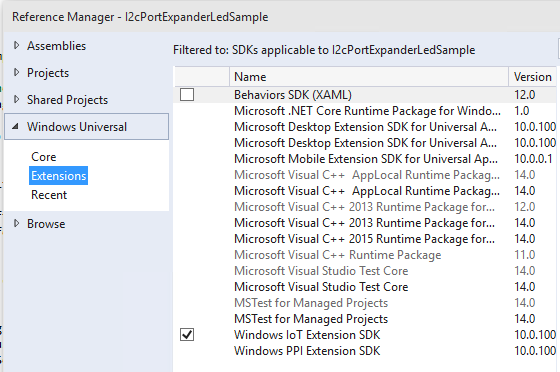 Reference Manager - I2cPortExpanderLedSample
Assemblies
Projects
Shared Projects
Windows Universal
Core
Extensions
Recent
Browse
Filtered to: SDKs applicable to I2cPortExpanderLedSample
Name Version
Behaviors SDK (XAML) 12.0
Microsoft .NET Core Runtime Package for Windo... 1.0
Microsoft Desktop Extension SDK for Universal A... 10.0.100
Microsoft Desktop Extension SDK for Universal A... 10.0.100
Microsoft Mobile Extension SDK for Universal Ap... 10.0.0.1
Microsoft Visual C++ AppLocal Runtime Packag... 14.0
Microsoft Visual C++ AppLocal Runtime Packag... 14.0
Microsoft Visual C++ 2013 Runtime Package for ... 12.0
Microsoft Visual C++ 2013 Runtime Package for... 14.0
Microsoft Visual C++ 2015 Runtime Package for... 14.0
Microsoft Visual C++ Runtime Package 11.0
Microsoft Visual Studio Test Core 14.0
Microsoft Visual Studio Test Core 14.0
MSTest for Managed Projects 14.0
MSTest for Managed Projects 14.0
Windows IoT Extension SDK 10.0.100
Windows PPI Extension SDK 10.0.100